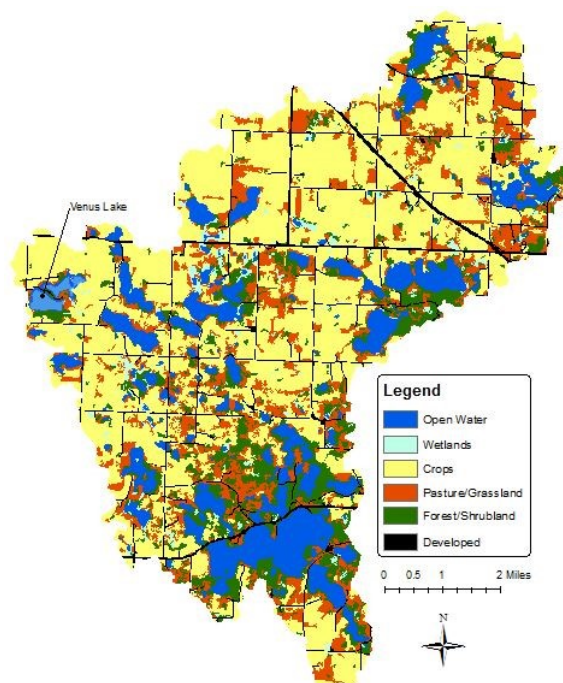 Venus Lake
Legend
Open Water
Wetlands
Crops
Pasture/Grassland
Forest/Shrubland
Developed
0 0.5 1 2 Miles
N